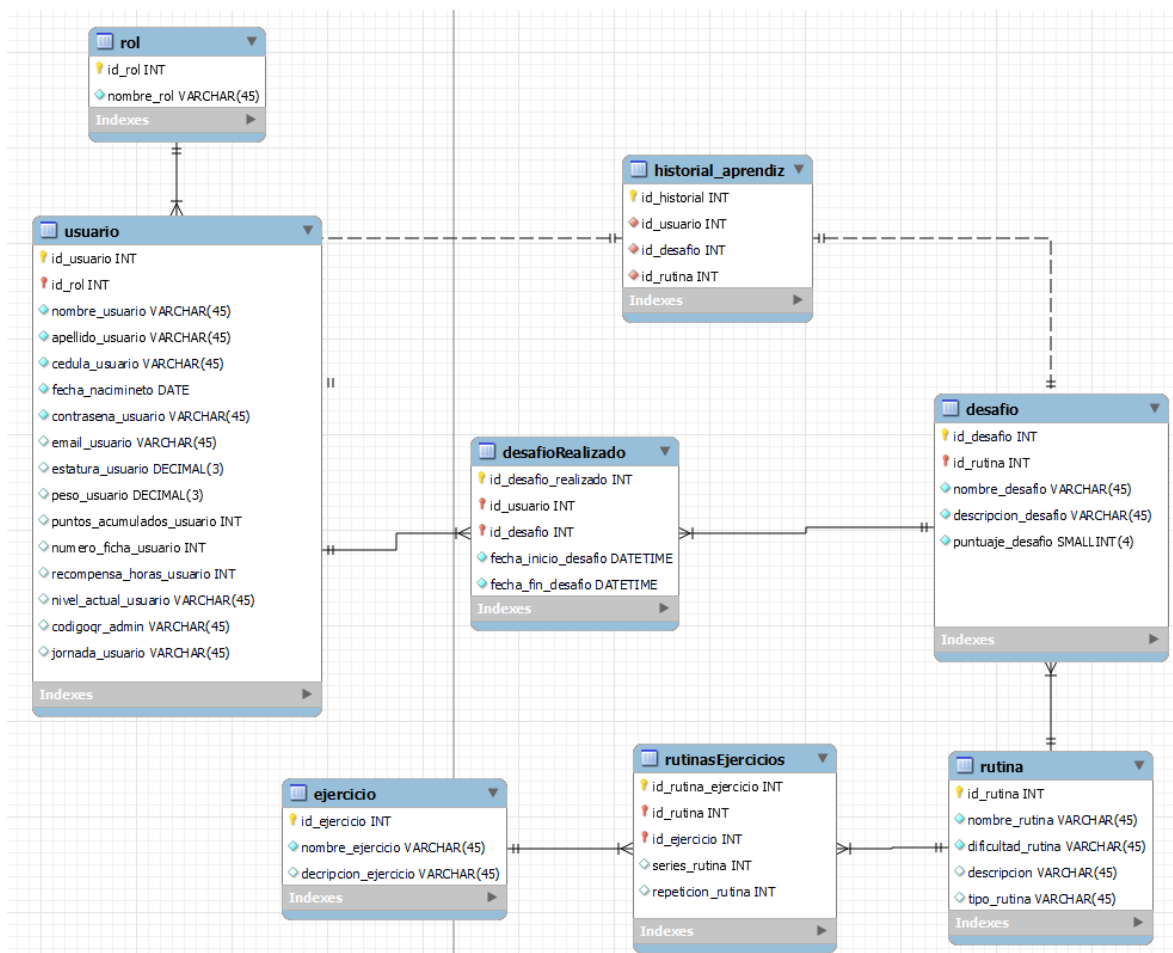 rol
id_rol INT
nombre_rol VARCHAR(45)
Indexes
usuario
id_usuario INT
id_rol INT
nombre_usuario VARCHAR(45)
apellido_usuario VARCHAR(45)
cedula_usuario VARCHAR(45)
fecha_nacimineto DATE
contrasena_usuario VARCHAR(45)
email_usuario VARCHAR(45)
estatura_usuario DECIMAL(3)
peso_usuario DECIMAL(3)
puntos_acumulados_usuario INT
numero_ficha_usuario INT
recompensa_horas_usuario INT
nivel_actual_usuario VARCHAR(45)
codigoqr_admin VARCHAR(45)
jornada_usuario VARCHAR(45)
Indexes
historial_aprendiz
id_historial INT
id_usuario INT
id_desafio INT
id_rutina INT
Indexes
desafioRealizado
id_desafio_realizado INT
id_usuario INT
id_desafio INT
fecha_inicio_desafio DATETIME
fecha_fin_desafio DATETIME
Indexes
desafio
id_desafio INT
id_rutina INT
nombre_desafio VARCHAR(45)
descripcion_desafio VARCHAR(45)
puntuaje_desafio SMALLINT(4)
Indexes
ejercicio
id_ejercicio INT
nombre_ejercicio VARCHAR(45)
decripcion_ejercicio VARCHAR(45)
Indexes
rutinasEjercicios
id_rutina_ejercicio INT
id_rutina INT
id_ejercicio INT
series_rutina INT
repeticion_rutina INT
Indexes
rutina
id_rutina INT
nombre_rutina VARCHAR(45)
dificultad_rutina VARCHAR(45)
descripcion VARCHAR(45)
tipo_rutina VARCHAR(45)
Indexes